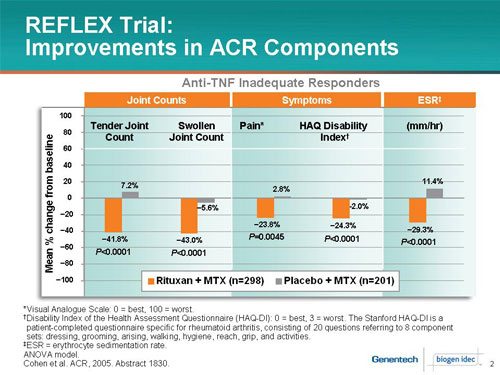 REFLEX Trial:
Improvements in ACR Components
Anti-TNF Inadequate Responders
Joint Counts
Symptoms
ESR‡
Mean % change from baseline
100
80
60
40
20
0
−20
−40
−60
−80
−100
Tender Joint
Count
Swollen
Joint Count
Pain*
HAQ Disability
Index†
(mm/hr)
7.2%
−41.8%
P<0.0001
−5.6%
−43.0%
P<0.0001
2.8%
−23.8%
P=0.0045
-2.0%
−24.3%
P<0.0001
11.4%
−29.3%
P<0.0001
Rituxan + MTX (n=298)
Placebo + MTX (n=201)
*Visual Analogue Scale: 0 = best, 100 = worst.
†Disability Index of the Health Assessment Questionnaire (HAQ-DI): 0 = best, 3 = worst. The Stanford HAQ-DI is a
patient-completed questionnaire specific for rheumatoid arthritis, consisting of 20 questions referring to 8 component
sets: dressing, grooming, arising, walking, hygiene, reach, grip, and activities.
‡ESR = erythrocyte sedimentation rate.
ANOVA model.
Cohen et al. ACR, 2005. Abstract 1830.
Genentech
biogen idec
2